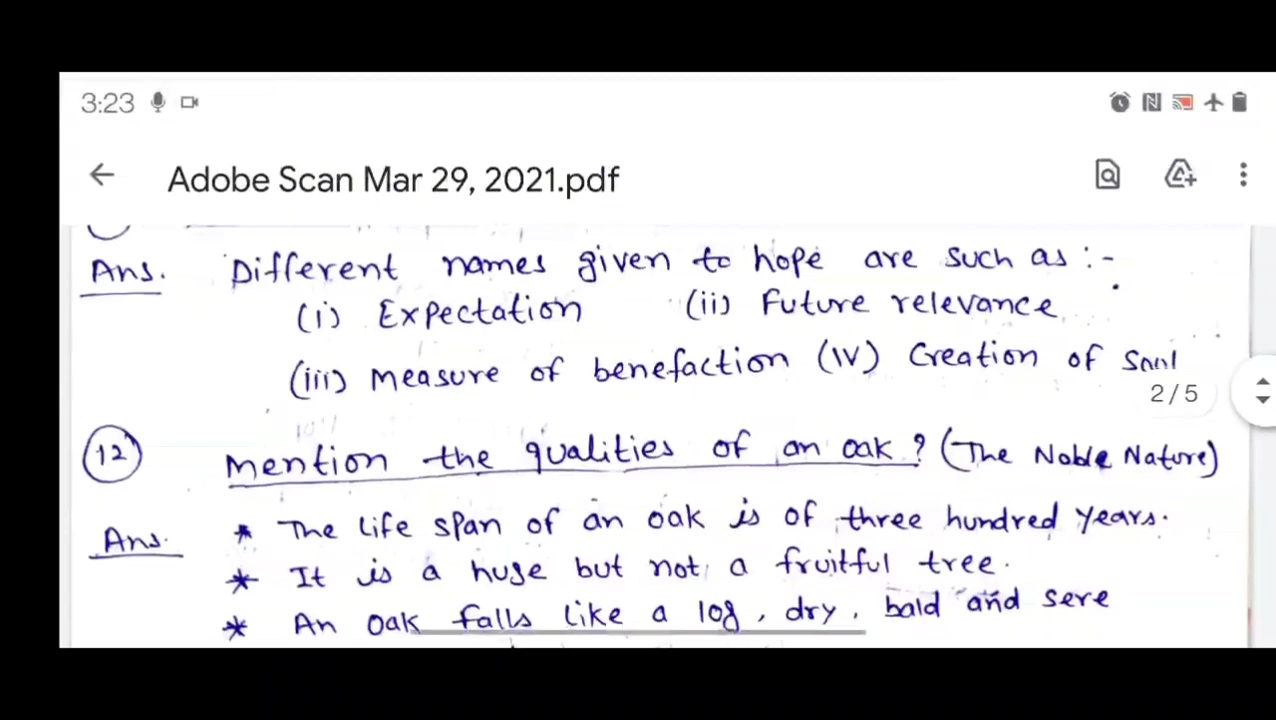 3:23
Adobe Scan Mar 29, 2021.pdf
Ans. Different names given to hope are such as :-
(i) Expectation (ii) Future relevance
(iii) Measure of benefaction (iv) Creation of
2/5
12 Mention the qualities of an oak ? (The Noble Nature)
Ans. * The life span of an oak is of three hundred years.
* It is a huge but not a fruitful tree.
* An oak falls like a log, dry, bald and sere